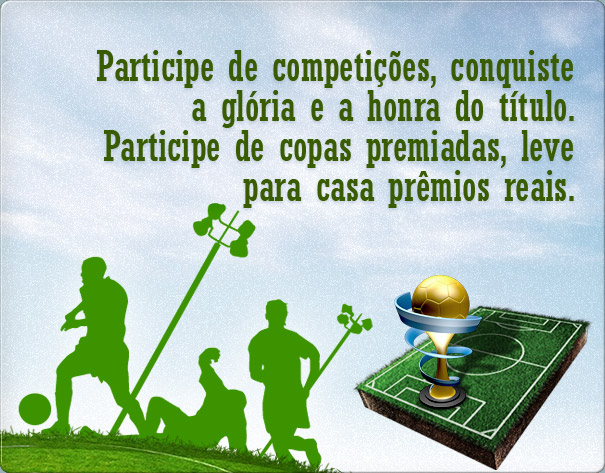 Participe de competições, conquiste
a glória e a honra do título.
Participe de copas premiadas, leve
para casa prêmios reais.